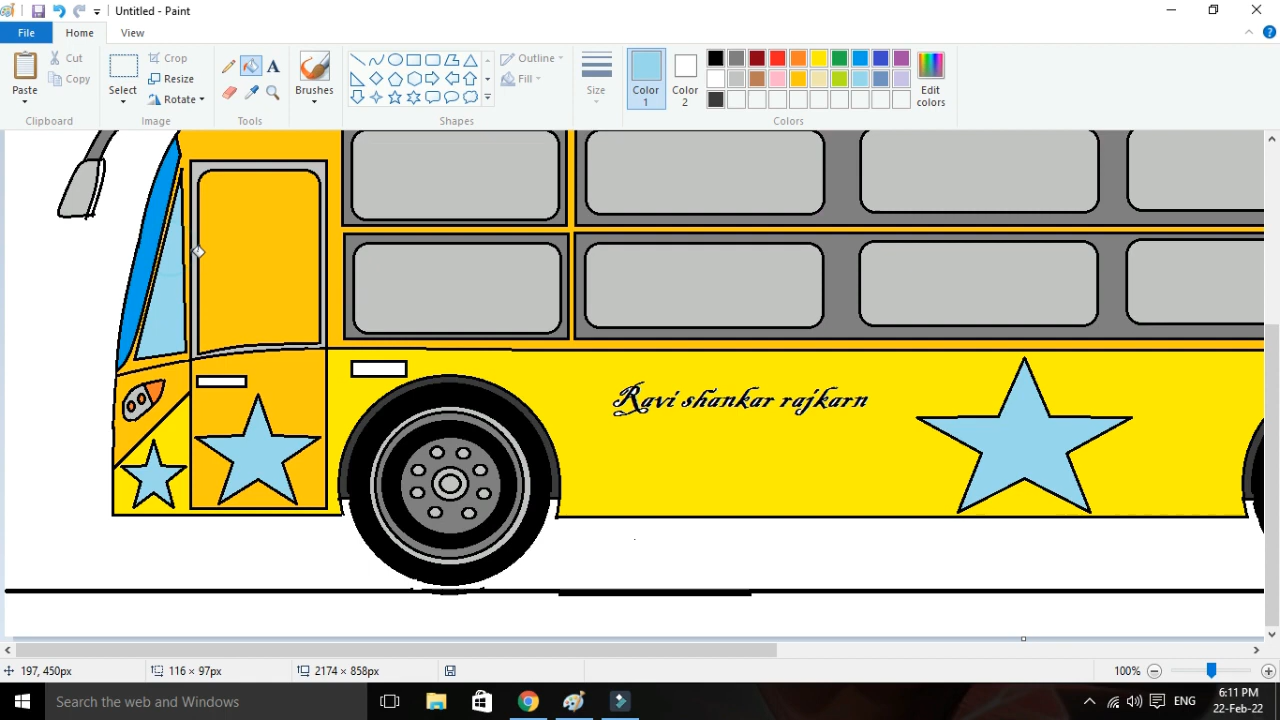 Untitled - Paint
File
Home
View
Paste
Cut
Copy
Clipboard
Select
Crop
Resize
Rotate
Image
Tools
Brushes
Shapes
Outline
Fill
Size
Color 1
Color 2
Edit colors
Colors
Ravi shankar rajkarn
197, 450px
116 × 97px
2174 × 858px
100%
Search the web and Windows
ENG
6:11 PM
22-Feb-22